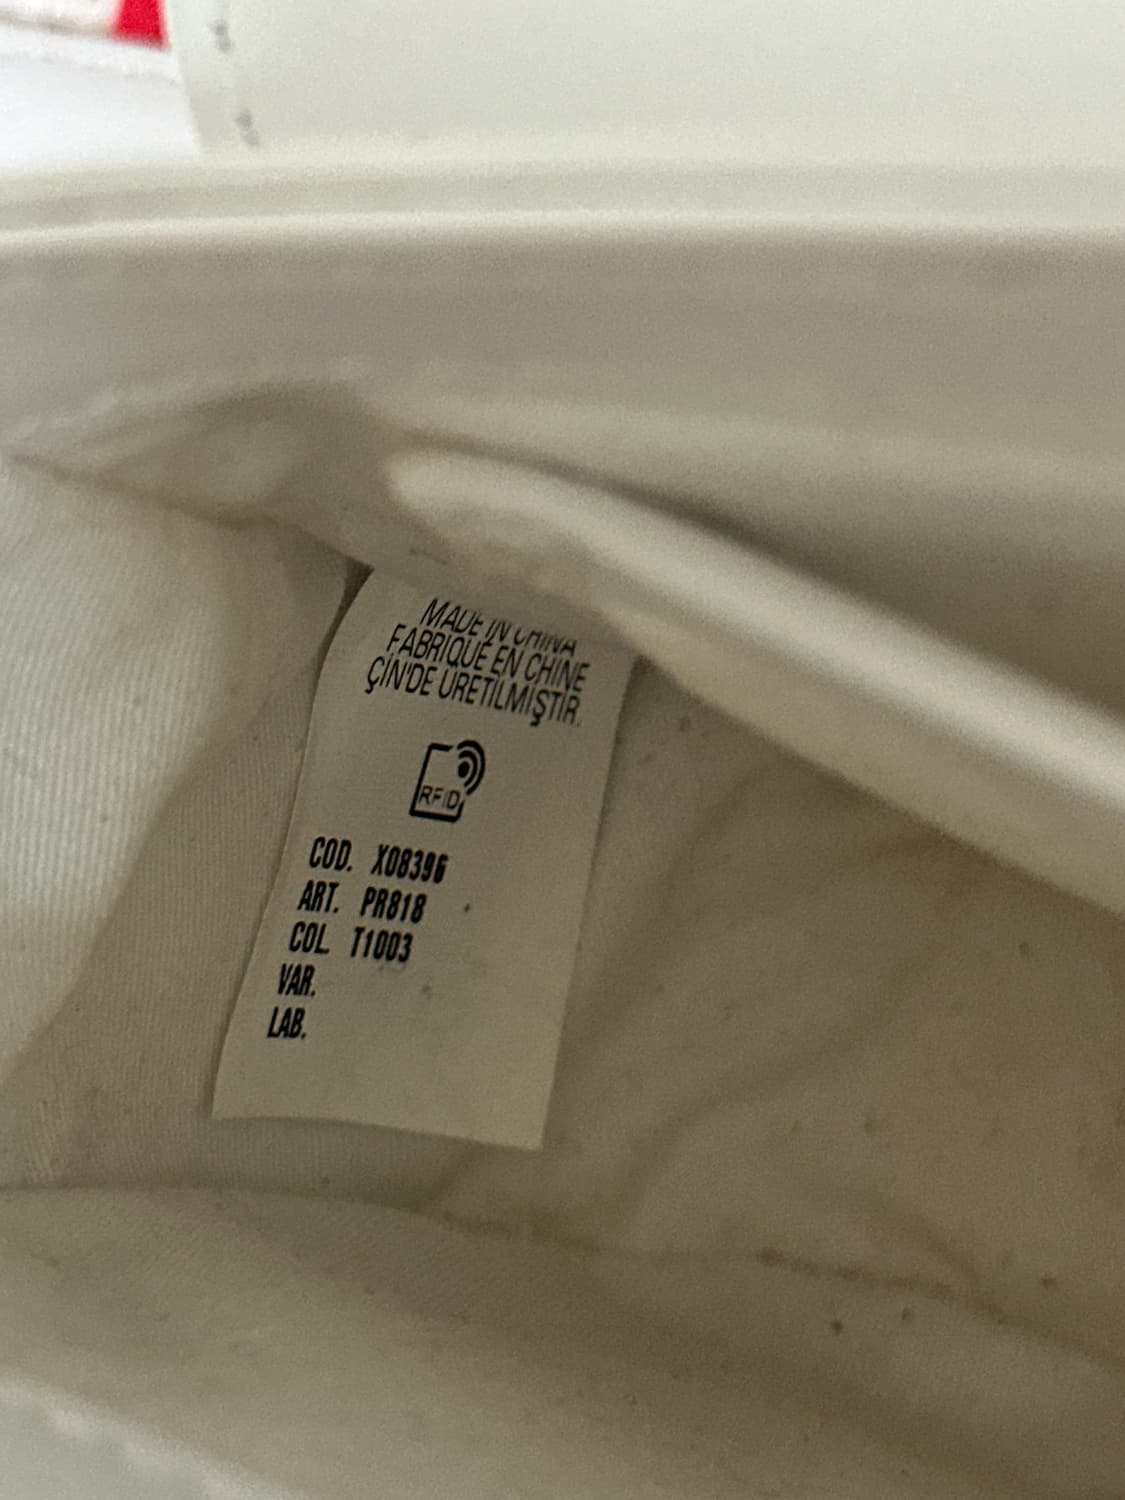 MADE IN CHINA
FABRIQUÉ EN CHINE
ÇİN'DE ÜRETİLMİŞTİR.
RFID
COD. X08396
ART. PR818
COL. T1003
VAR.
LAB.